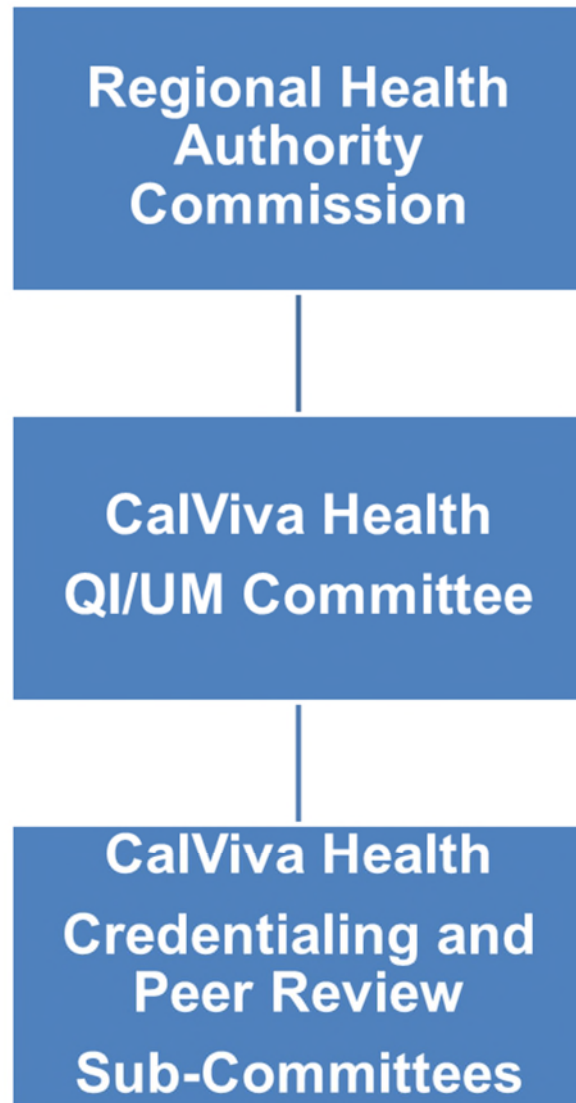 Regional Health
Authority
Commission
CalViva Health
QI/UM Committee
CalViva Health
Credentialing and
Peer Review
Sub-Committees